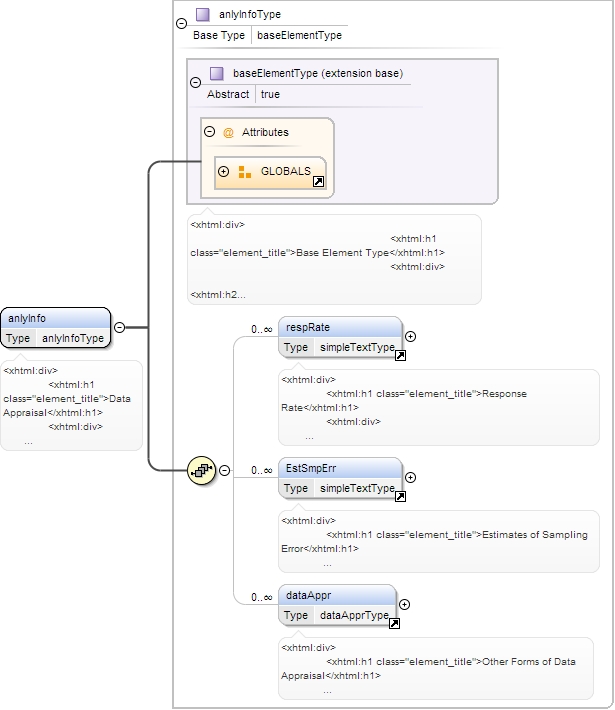 anlyInfoType
Base Type baseElementType
baseElementType (extension base)
Abstract true
@ Attributes
GLOBALS
<xhtml:div>
<xhtml:h1
class="element_title">Base Element Type</xhtml:h1>
<xhtml:div>
<xhtml:h2...
anlyInfo
Type anlyInfoType
<xhtml:div>
<xhtml:h1
class="element_title">Data
Appraisal</xhtml:h1>
<xhtml:div>
...
0..∞ respRate
Type simpleTextType
<xhtml:div>
<xhtml:h1 class="element_title">Response
Rate</xhtml:h1>
<xhtml:div>
...
0..∞ EstSmpErr
Type simpleTextType
<xhtml:div>
<xhtml:h1 class="element_title">Estimates of Sampling
Error</xhtml:h1>
...
0..∞ dataAppr
Type dataApprType
<xhtml:div>
<xhtml:h1 class="element_title">Other Forms of Data
Appraisal</xhtml:h1>
...